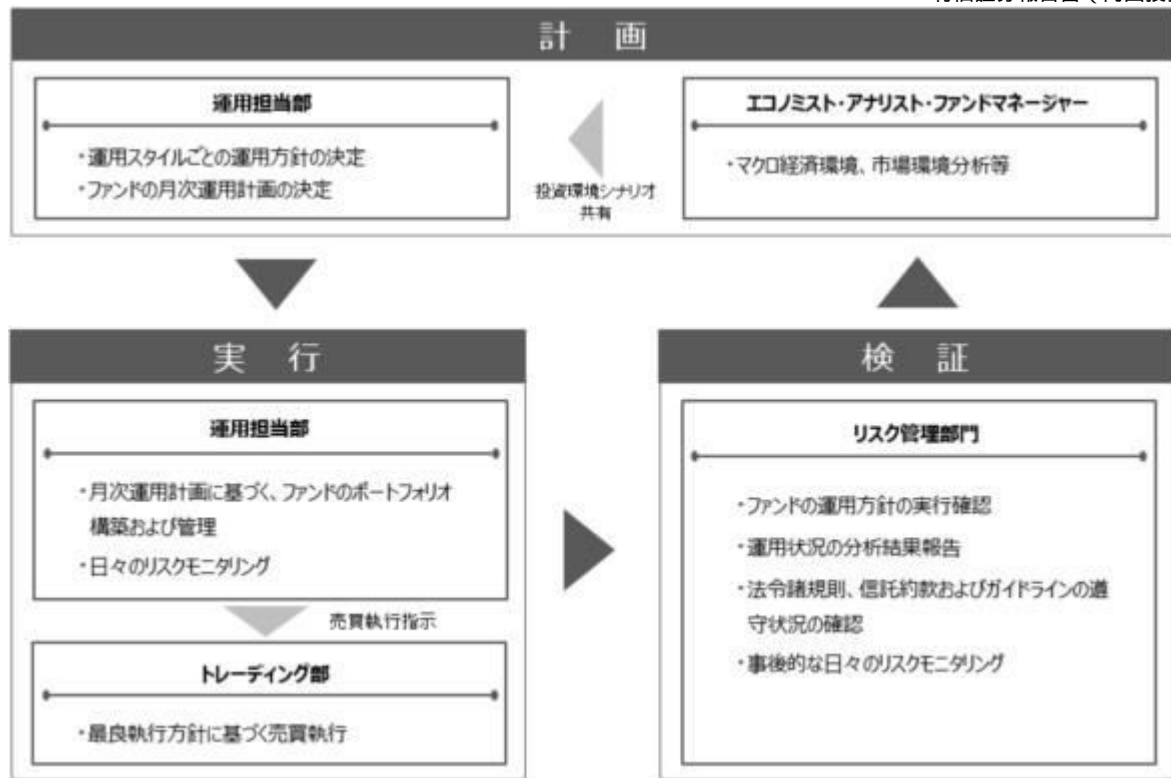 計 画
運用担当部
・運用スタイルごとの運用方針の決定
・ファンドの月次運用計画の決定
投資環境シナリオ
共有
エコノミスト・アナリスト・ファンドマネージャー
・マクロ経済環境、市場環境分析等
実 行
運用担当部
・月次運用計画に基づく、ファンドのポートフォリオ
構築および管理
・日々のリスクモニタリング
売買執行指示
トレーディング部
・最良執行方針に基づく売買執行
検 証
リスク管理部門
・ファンドの運用方針の実行確認
・運用状況の分析結果報告
・法令諸規則、信託約款およびガイドラインの遵
守状況の確認
・事後的な日々のリスクモニタリング